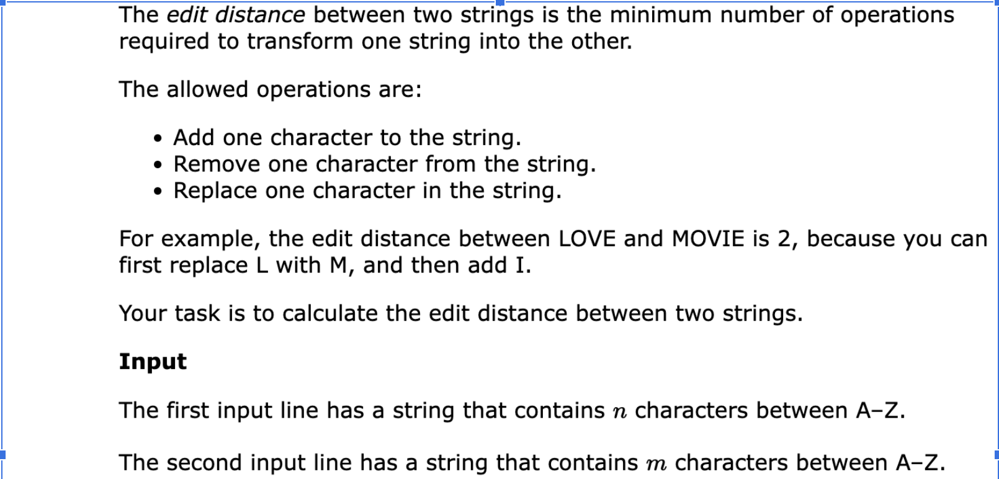 The edit distance between two strings is the minimum number of operations
required to transform one string into the other.
The allowed operations are:
• Add one character to the string.
• Remove one character from the string.
• Replace one character in the string.
For example, the edit distance between LOVE and MOVIE is 2, because you can
first replace L with M, and then add I.
Your task is to calculate the edit distance between two strings.
Input
The first input line has a string that contains n characters between A–Z.
The second input line has a string that contains m characters between A–Z.